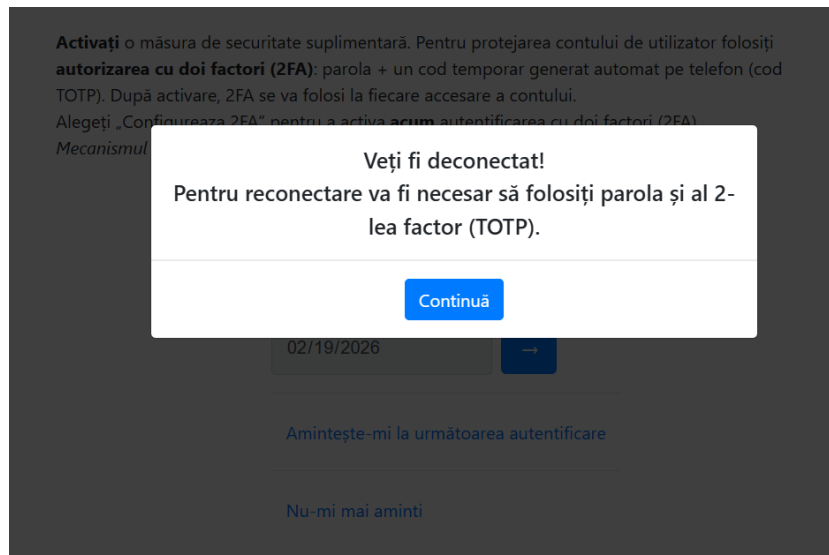 Activați o măsura de securitate suplimentară. Pentru protejarea contului de utilizator folosiți
autorizarea cu doi factori (2FA): parola + un cod temporar generat automat pe telefon (cod
TOTP). După activare, 2FA se va folosi la fiecare accesare a contului.
Alegeți „Configureaza 2FA” pentru a activa acum autentificarea cu doi factori (2FA).
Mecanismul
Veți fi deconectat!
Pentru reconectare va fi necesar să folosiți parola și al 2-
lea factor (TOTP).
Continuă
02/19/2026 →
Amintește-mi la următoarea autentificare
Nu-mi mai aminti